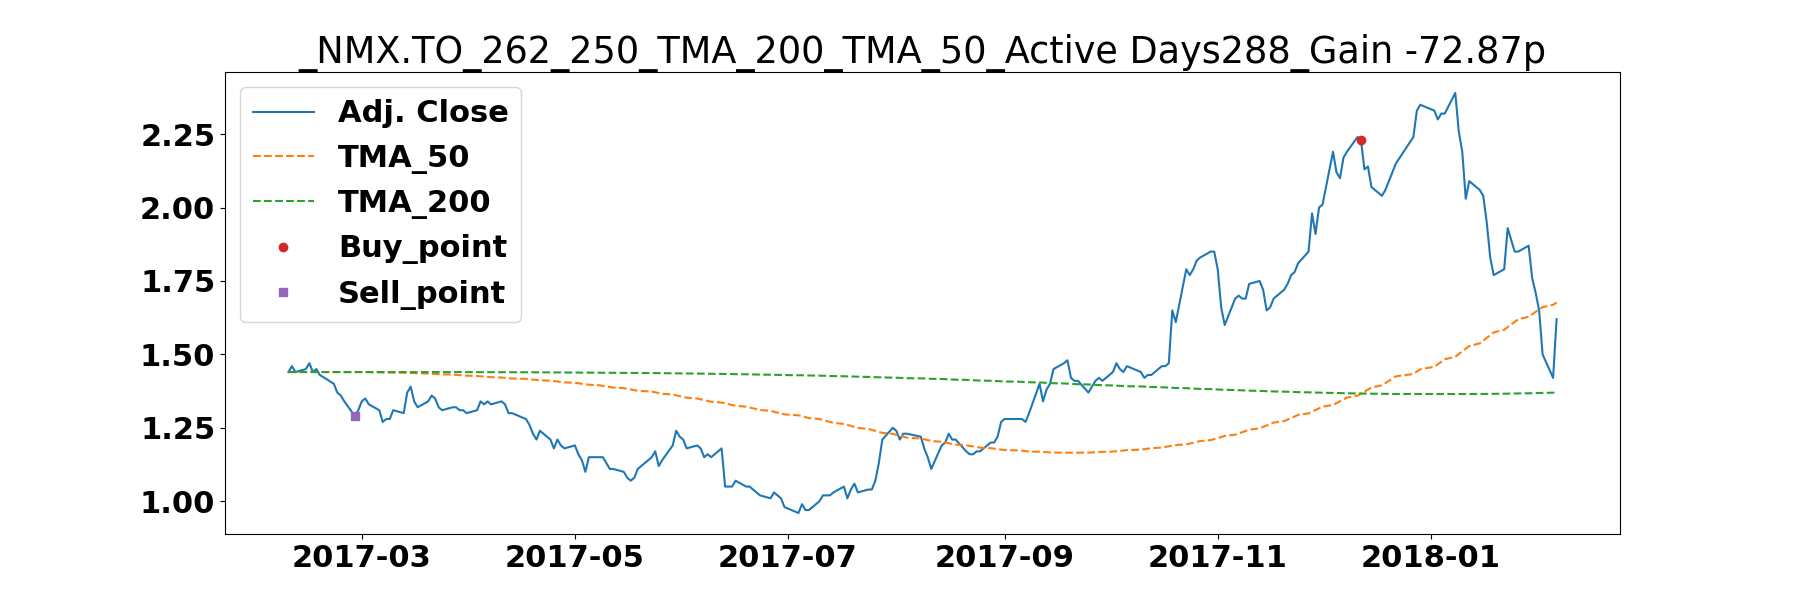 _NMX.TO_262_250_TMA_200_TMA_50_Active Days288_Gain -72.87p
Adj. Close
TMA_50
TMA_200
Buy_point
Sell_point
2.25
2.00
1.75
1.50
1.25
1.00
2017-03 2017-05 2017-07 2017-09 2017-11 2018-01